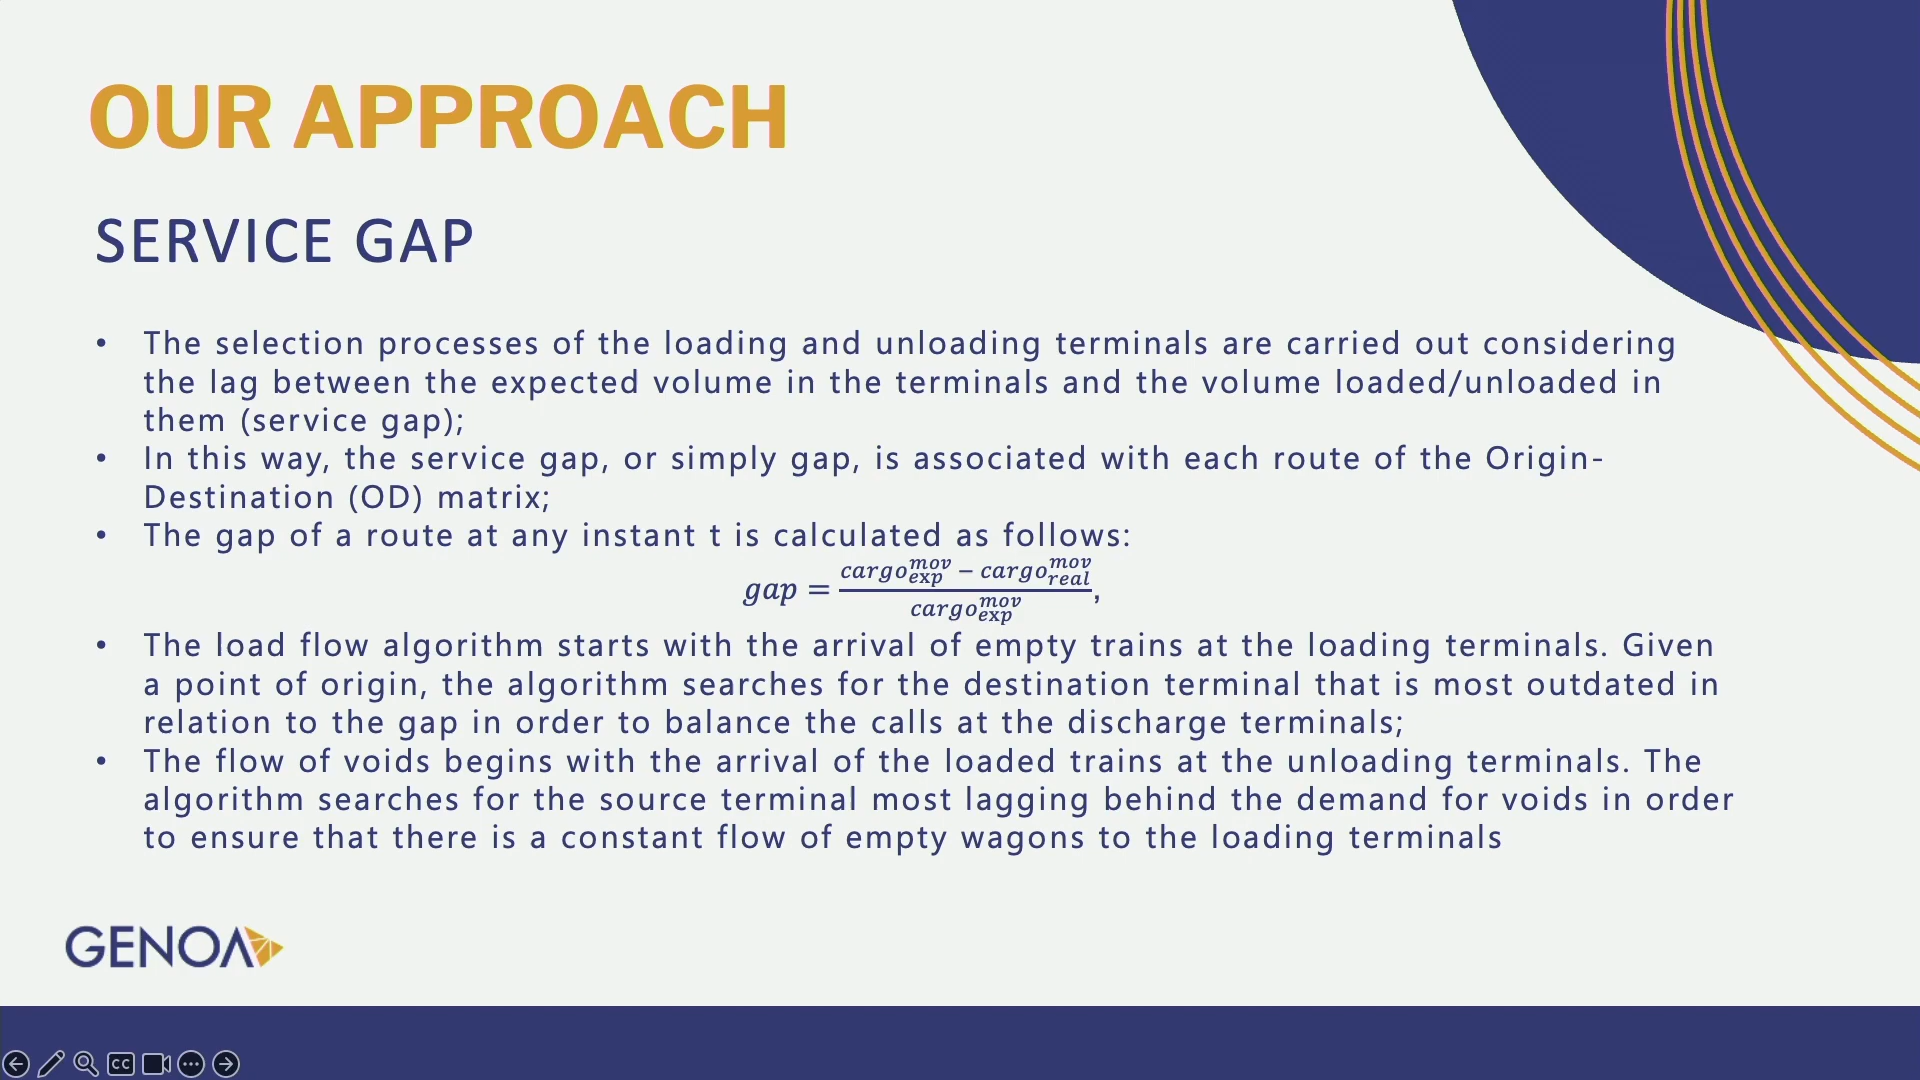 OUR APPROACH
SERVICE GAP
• The selection processes of the loading and unloading terminals are carried out considering
the lag between the expected volume in the terminals and the volume loaded/unloaded in
them (service gap);
• In this way, the service gap, or simply gap, is associated with each route of the Origin-
Destination (OD) matrix;
• The gap of a route at any instant t is calculated as follows:
gap = \frac{cargo_{exp}^{mov} - cargo_{real}^{mov}}{cargo_{exp}^{mov}},
• The load flow algorithm starts with the arrival of empty trains at the loading terminals. Given
a point of origin, the algorithm searches for the destination terminal that is most outdated in
relation to the gap in order to balance the calls at the discharge terminals;
• The flow of voids begins with the arrival of the loaded trains at the unloading terminals. The
algorithm searches for the source terminal most lagging behind the demand for voids in order
to ensure that there is a constant flow of empty wagons to the loading terminals
GENOA
CC